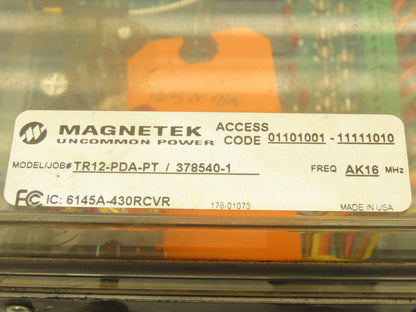 MAGNETEK
UNCOMMON POWER
ACCESS
CODE 01101001 - 11111010
MODEL/JOB# TR12-PDA-PT / 378540-1
FREQ AK16 MHz
FC IC: 6145A-430RCVR
178-01073
MADE IN USA